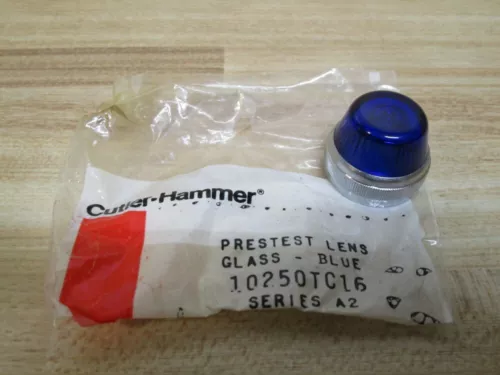 Cutler-Hammer®
PRESTEST LENS
GLASS - BLUE
10250TC16
SERIES A2